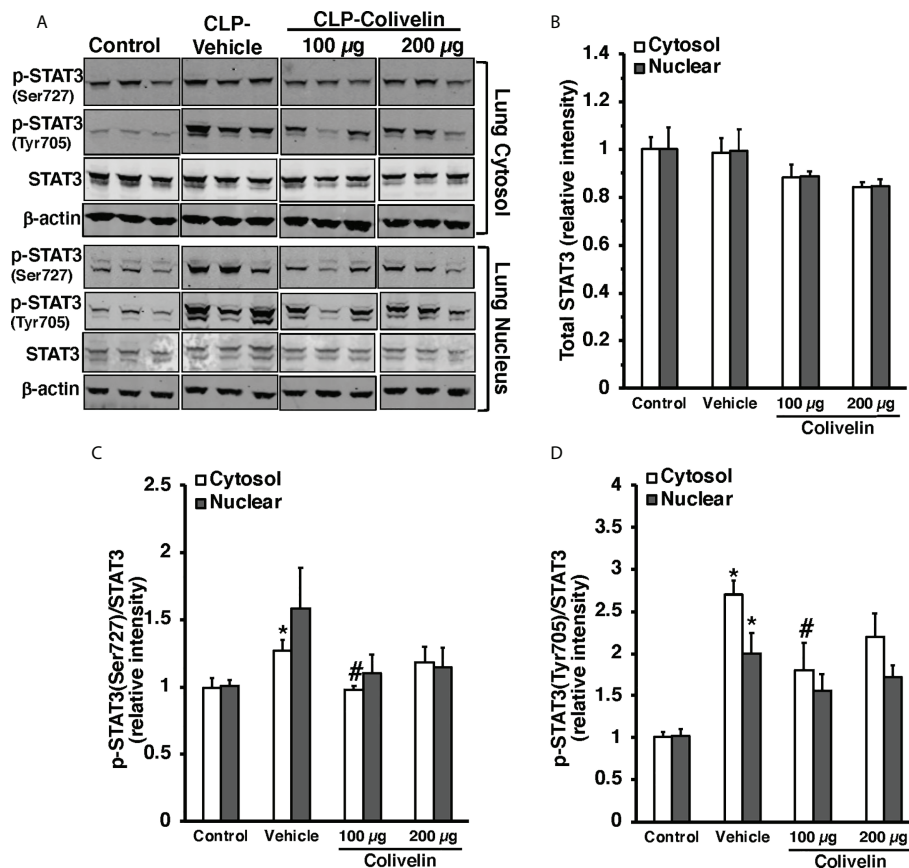 A
Control
CLP-
Vehicle
CLP-Colivelin
100 µg
200 µg
p-STAT3
(Ser727)
p-STAT3
(Tyr705)
STAT3
β-actin
Lung Cytosol
p-STAT3
(Ser727)
p-STAT3
(Tyr705)
STAT3
β-actin
Lung Nucleus
B
Total STAT3 (relative intensity)
1.4
1.2
1
0.8
0.6
0.4
0.2
0
Cytosol
Nuclear
Control
Vehicle
100 µg
200 µg
Colivelin
C
p-STAT3(Ser727)/STAT3
(relative intensity)
2.5
2
1.5
1
0.5
0
Cytosol
Nuclear
*
#
Control
Vehicle
100 µg
200 µg
Colivelin
D
p-STAT3(Tyr705)/STAT3
(relative intensity)
4
3.5
3
2.5
2
1.5
1
0.5
0
Cytosol
Nuclear
*
*
#
Control
Vehicle
100 µg
200 µg
Colivelin